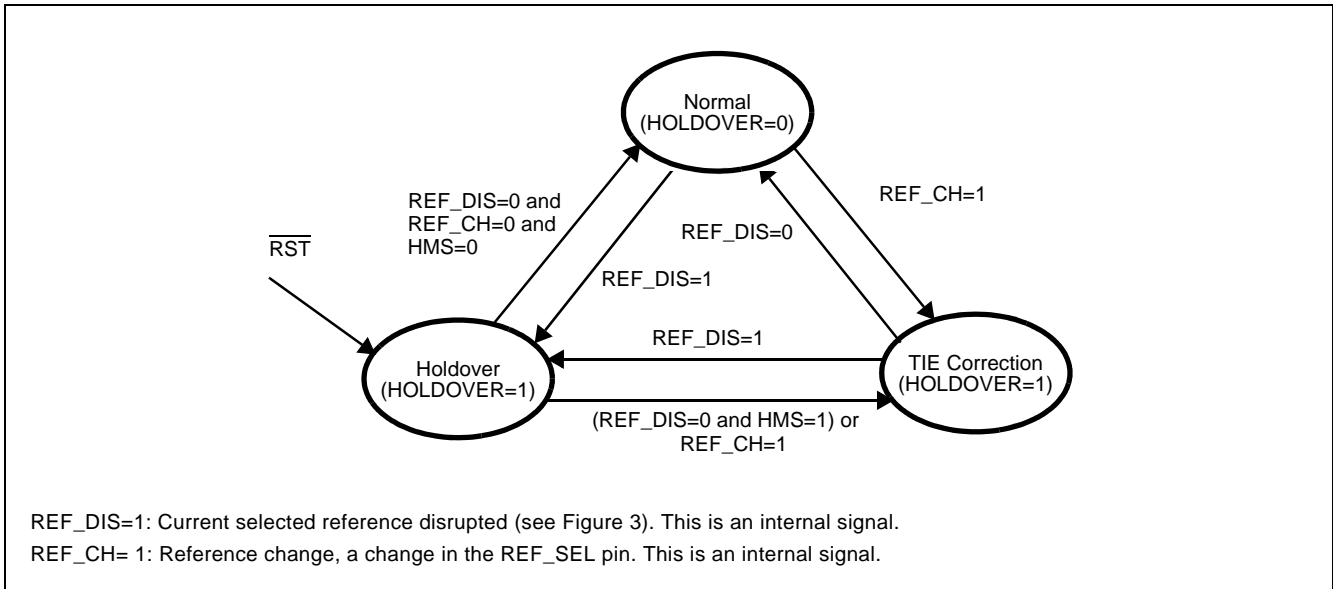 Normal
(HOLDOVER=0)
REF_DIS=0 and
REF_CH=0 and
HMS=0
REF_CH=1
RST
REF_DIS=0
REF_DIS=1
REF_DIS=1
Holdover
(HOLDOVER=1)
TIE Correction
(HOLDOVER=1)
(REF_DIS=0 and HMS=1) or
REF_CH=1
REF_DIS=1: Current selected reference disrupted (see Figure 3). This is an internal signal.
REF_CH= 1: Reference change, a change in the REF_SEL pin. This is an internal signal.